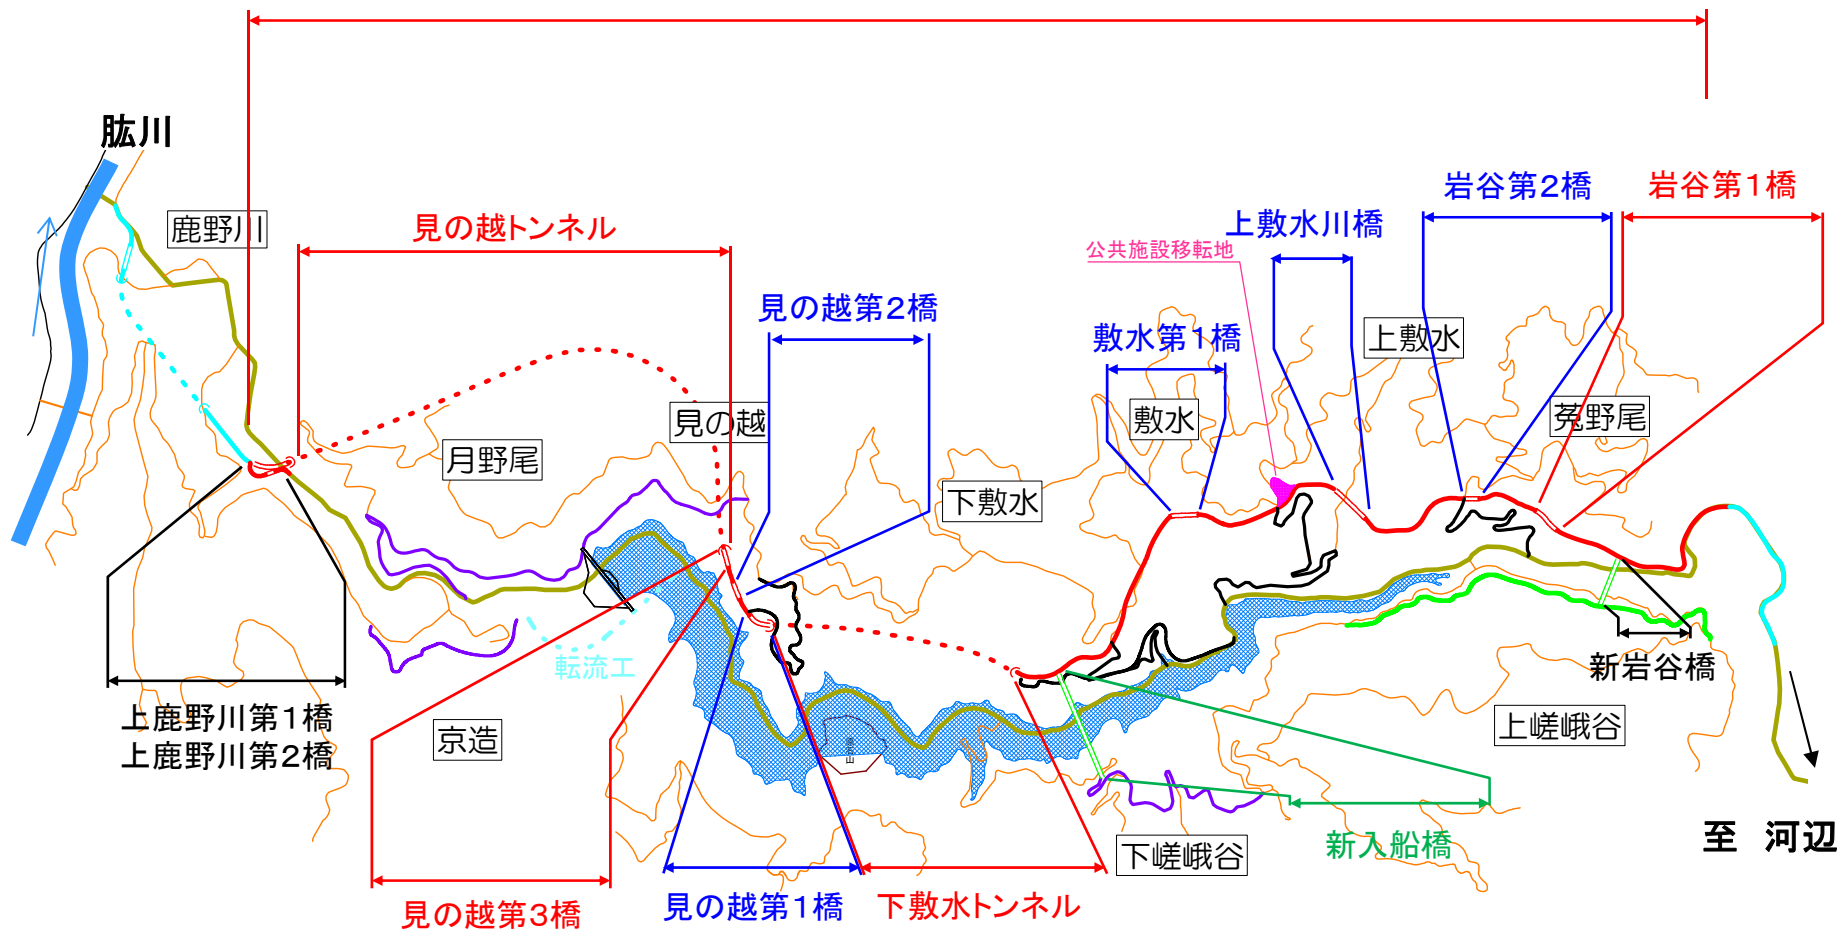 肱川
鹿野川
見の越トンネル
見の越第2橋
公共施設移転地
上敷水川橋
岩谷第2橋
岩谷第1橋
敷水第1橋
上敷水
見の越
敷水
菟野尾
月野尾
下敷水
転流工
新岩谷橋
上鹿野川第1橋
上鹿野川第2橋
京造
上嵯峨谷
新入船橋
下嵯峨谷
至 河辺
見の越第3橋
見の越第1橋
下敷水トンネル